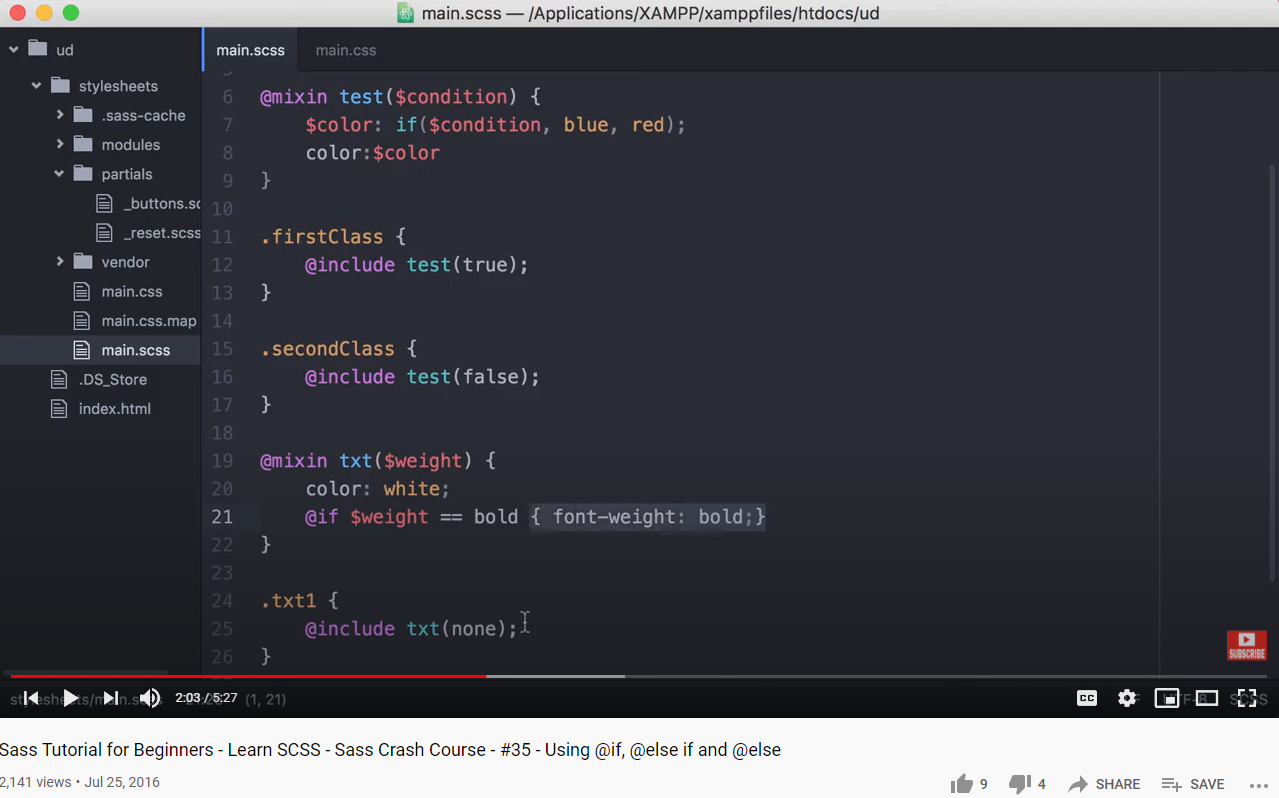 main.scss — /Applications/XAMPP/xamppfiles/htdocs/ud
ud
stylesheets
.sass-cache
modules
partials
_buttons.sc
_reset.scss
vendor
main.css
main.css.map
main.scss
.DS_Store
index.html
main.scss main.css
6 @mixin test($condition) {
7 $color: if($condition, blue, red);
8 color:$color
9 }
10
11 .firstClass {
12 @include test(true);
13 }
14
15 .secondClass {
16 @include test(false);
17 }
18
19 @mixin txt($weight) {
20 color: white;
21 @if $weight == bold { font-weight: bold;}
22 }
23
24 .txt1 {
25 @include txt(none);
26 }
SUBSCRIBE
2:03 / 5:27 (1, 21) CC UTF-8 SCSS
Sass Tutorial for Beginners - Learn SCSS - Sass Crash Course - #35 - Using @if, @else if and @else
2,141 views • Jul 25, 2016 9 4 SHARE SAVE